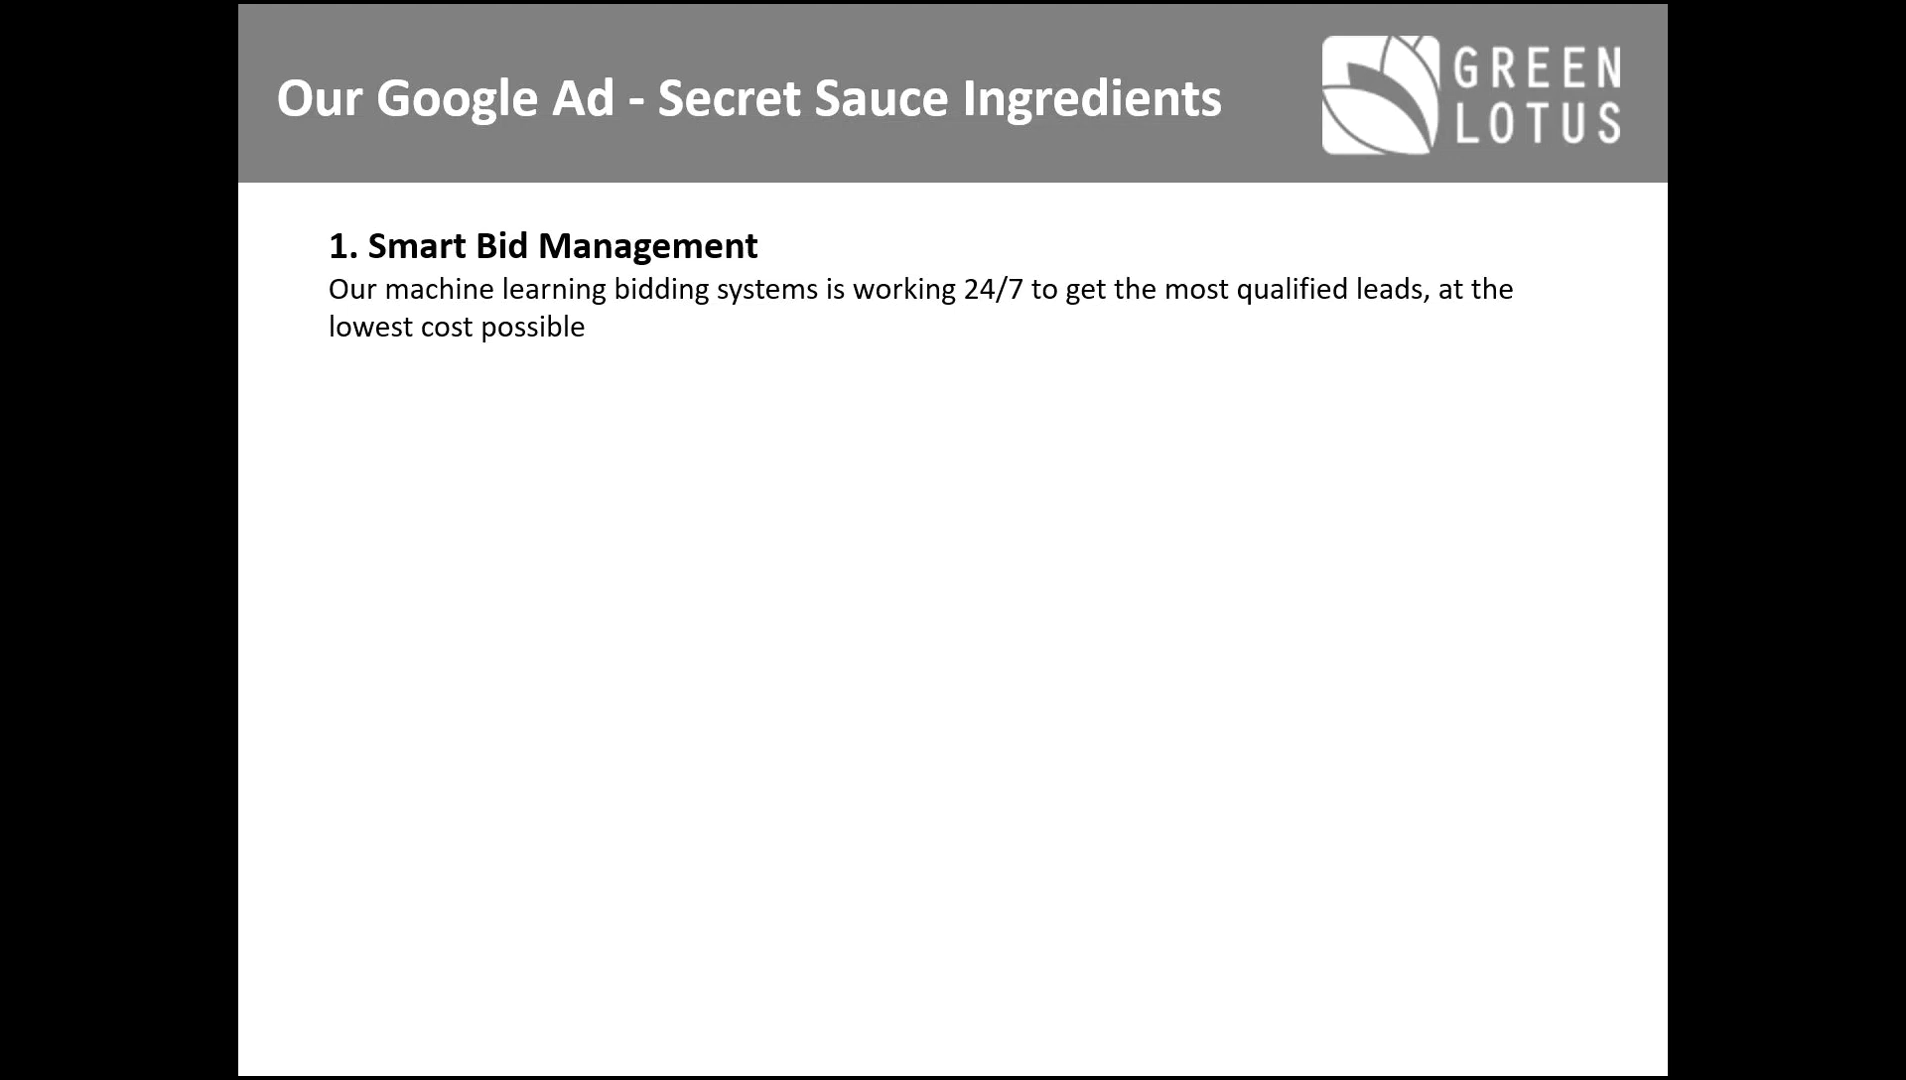 Our Google Ad - Secret Sauce Ingredients
GREEN
LOTUS
1. Smart Bid Management
Our machine learning bidding systems is working 24/7 to get the most qualified leads, at the
lowest cost possible